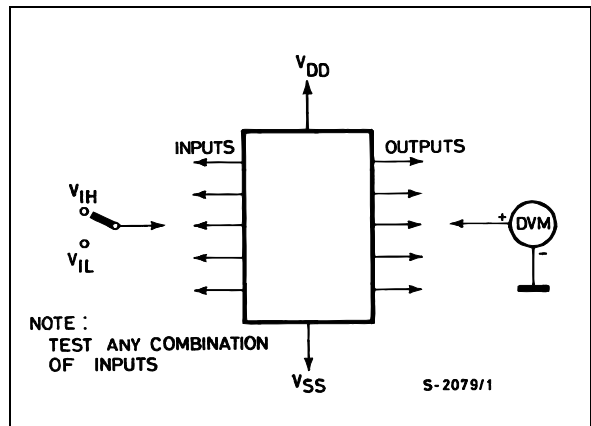 VDD
INPUTS
OUTPUTS
VIH
VIL
+
DVM
-
NOTE :
TEST ANY COMBINATION
OF INPUTS
VSS
S-2079/1